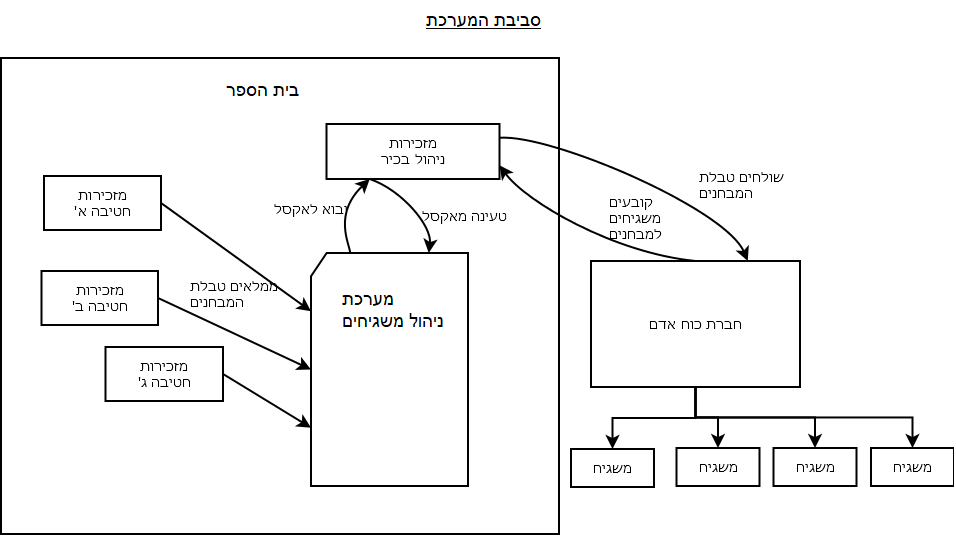 סביבת המערכת
בית הספר
מזכירות
ניהול בכיר
שולחים טבלת
המבחנים
קובעים
משגיחים
למבחנים
יבוא לאקסל
טעינה מאקסל
מזכירות
חטיבה א'
מזכירות
חטיבה ב'
ממלאים טבלת
המבחנים
מזכירות
חטיבה ג'
מערכת
ניהול משגיחים
חברת כוח אדם
משגיח
משגיח
משגיח
משגיח